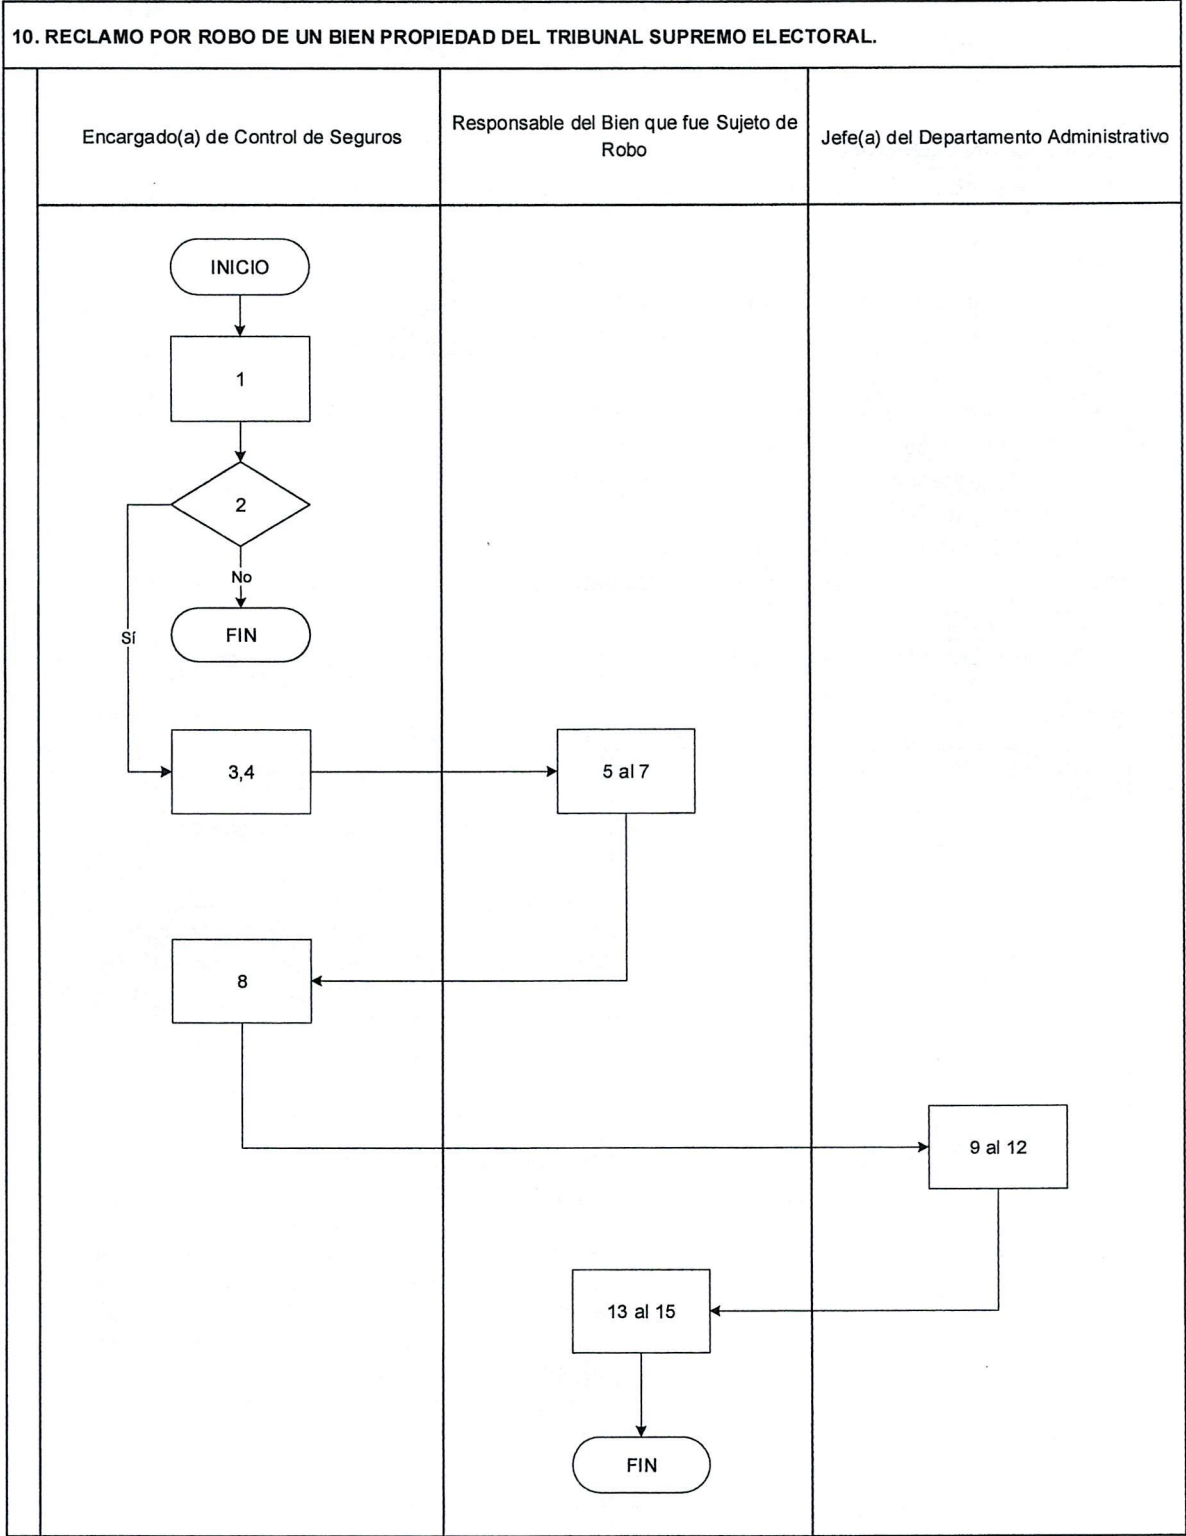 10. RECLAMO POR ROBO DE UN BIEN PROPIEDAD DEL TRIBUNAL SUPREMO ELECTORAL.
Encargado(a) de Control de Seguros
Responsable del Bien que fue Sujeto de
Robo
Jefe(a) del Departamento Administrativo
INICIO
1
2
No
FIN
Sí
3,4
5 al 7
8
9 al 12
13 al 15
FIN